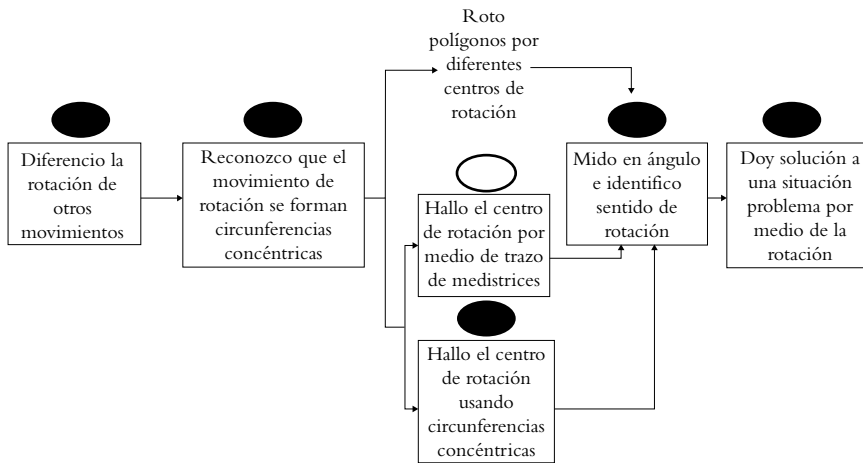 Diferencio la
rotación de
otros
movimientos
Reconozco que el
movimiento de
rotación se forman
circunferencias
concéntricas
Roto
polígonos por
diferentes
centros de
rotación
Hallo el centro
de rotación por
medio de trazo
de medistrices
Hallo el centro
de rotación
usando
circunferencias
concéntricas
Mido en ángulo
e identifico
sentido de
rotación
Doy solución a
una situación
problema por
medio de la
rotación